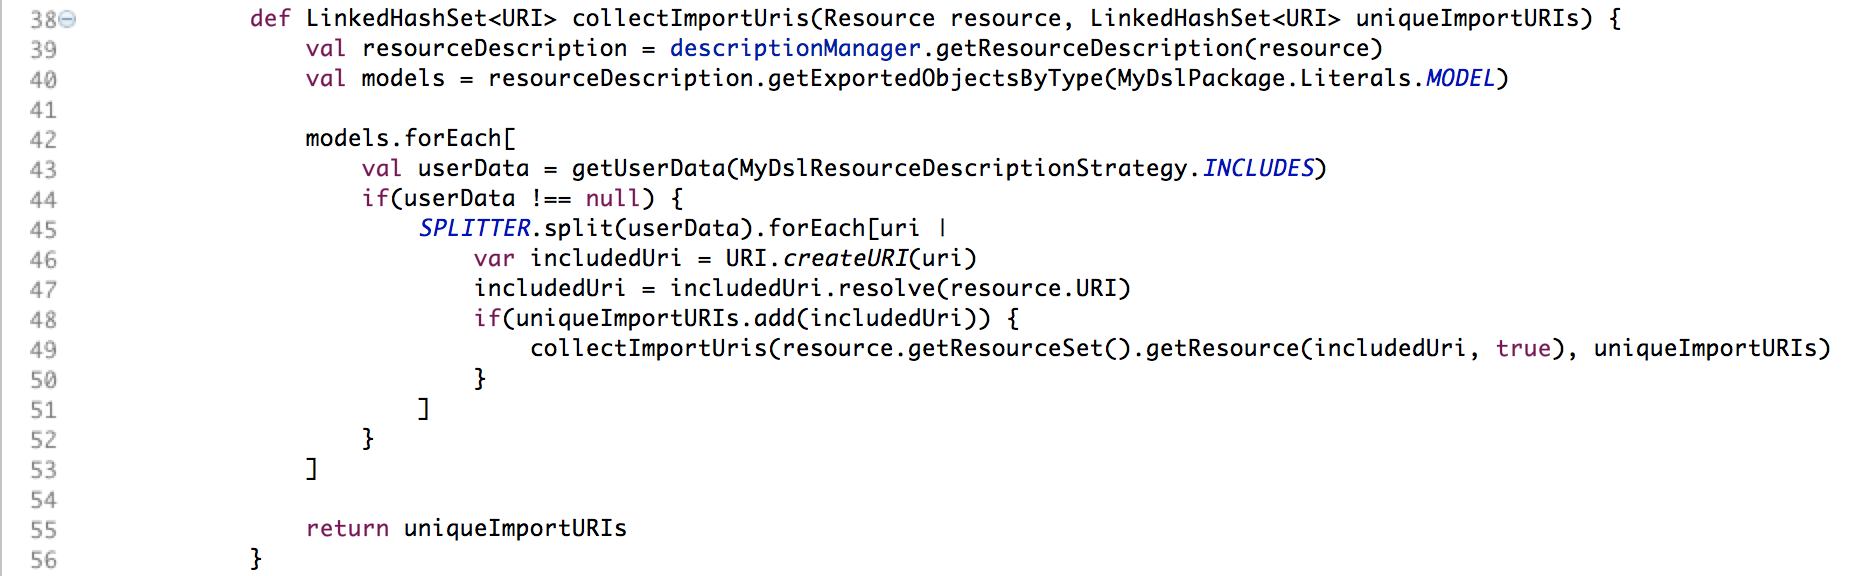 38 def LinkedHashSet<URI> collectImportUris(Resource resource, LinkedHashSet<URI> uniqueImportURIs) {
39 val resourceDescription = descriptionManager.getResourceDescription(resource)
40 val models = resourceDescription.getExportedObjectsByType(MyDslPackage.Literals.MODEL)
41
42 models.forEach[
43 val userData = getUserData(MyDslResourceDescriptionStrategy.INCLUDES)
44 if(userData !== null) {
45 SPLITTER.split(userData).forEach[uri |
46 var includedUri = URI.createURI(uri)
47 includedUri = includedUri.resolve(resource.URI)
48 if(uniqueImportURIs.add(includedUri)) {
49 collectImportUris(resource.getResourceSet().getResource(includedUri, true), uniqueImportURIs)
50 }
51 ]
52 }
53 ]
54
55 return uniqueImportURIs
56 }